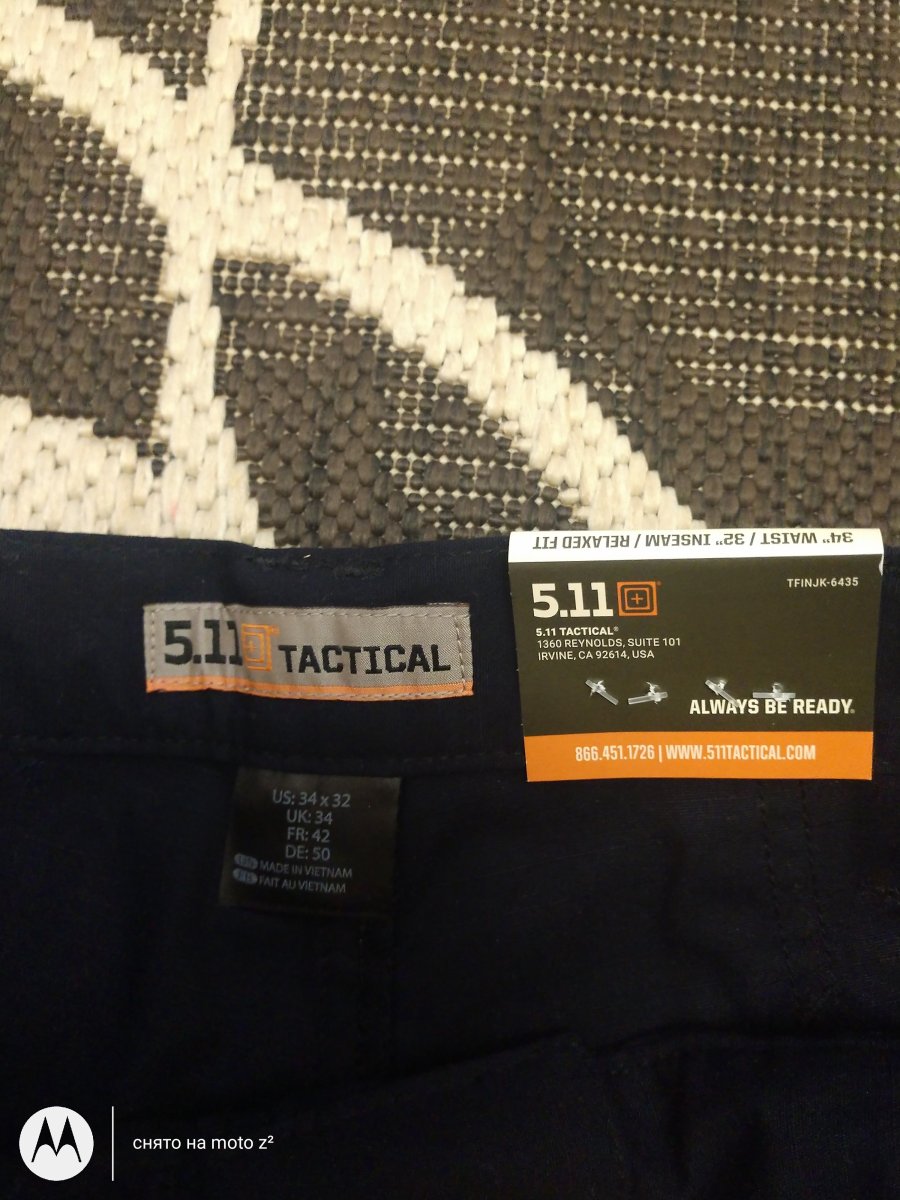 34" WAIST / 32" INSEAM / RELAXED FIT
5.11®
TFINJK-6435
5.11 TACTICAL®
1360 REYNOLDS, SUITE 101
IRVINE, CA 92614, USA
ALWAYS BE READY®
866.451.1726 | WWW.511TACTICAL.COM
5.11® TACTICAL
US: 34 x 32
UK: 34
FR: 42
DE: 50
EN MADE IN VIETNAM
FR FAIT AU VIETNAM
снято на moto z²